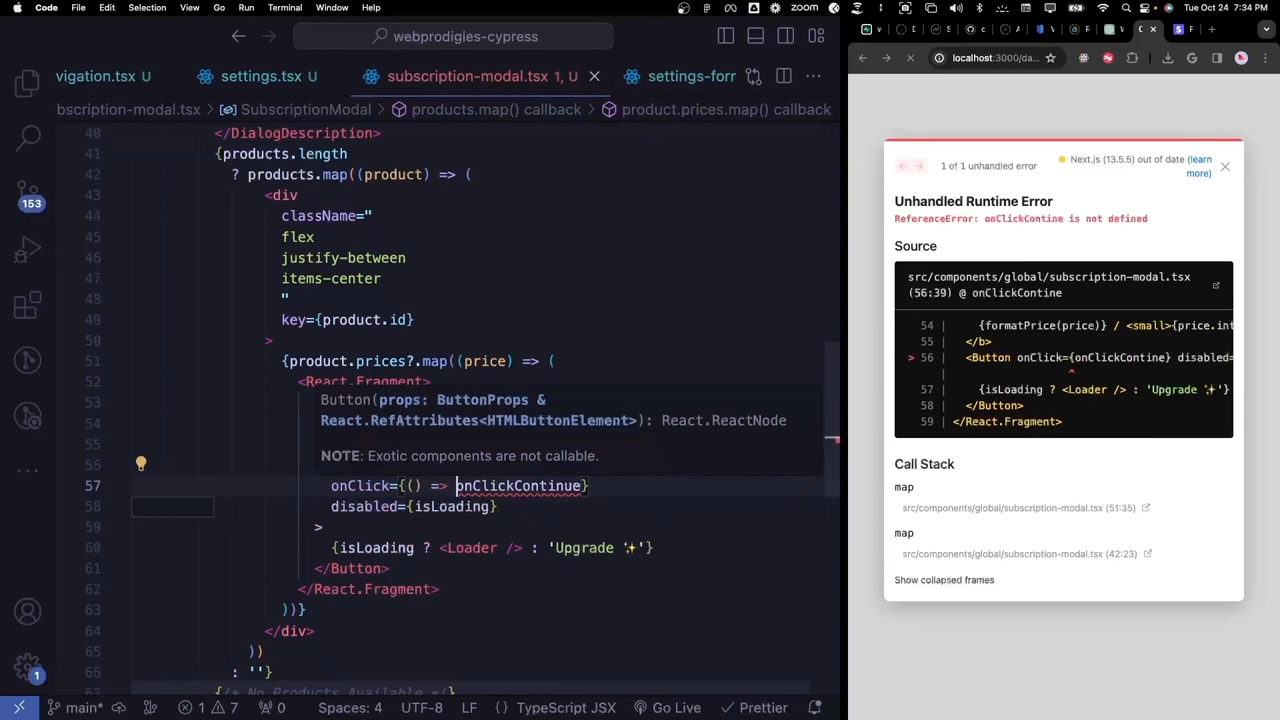 Code File Edit Selection View Go Run Terminal Window Help
zoom
Tue Oct 24 7:34 PM
webprodigies-cypress
vigation.tsx U settings.tsx U subscription-modal.tsx 1, U settings-forr
bscription-modal.tsx > SubscriptionModal > products.map() callback > product.prices.map() callback
40 </DialogDescription>
41 {products.length
42 ? products.map((product) => (
43 <div
44 className="
45 flex
46 justify-between
47 items-center
48 "
49 key={product.id}
50 >
51 {product.prices?.map((price) => (
52 <React.Fragment>
53
54
55
56
Button(props: ButtonProps &
React.RefAttributes<HTMLButtonElement>): React.ReactNode
NOTE: Exotic components are not callable.
57 onClick={() => onClickContinue}
58 disabled={isLoading}
59 >
60 {isLoading ? <Loader /> : 'Upgrade ✨'}
61 </Button>
62 </React.Fragment>
63 ))}
64 </div>
65 ))
66 : ''}
67 {/* No Products Available */}
153
1
main* 1 7 0 Spaces: 4 UTF-8 LF {} TypeScript JSX Go Live Prettier
localhost:3000/da...
1 of 1 unhandled error
Next.js (13.5.5) out of date (learn
more)
Unhandled Runtime Error
ReferenceError: onClickContine is not defined
Source
src/components/global/subscription-modal.tsx
(56:39) @ onClickContine
54 | {formatPrice(price)} / <small>{price.int
55 | </b>
> 56 | <Button onClick={onClickContine} disabled=
| ^
57 | {isLoading ? <Loader /> : 'Upgrade ✨'}
58 | </Button>
59 | </React.Fragment>
Call Stack
map
src/components/global/subscription-modal.tsx (51:35)
map
src/components/global/subscription-modal.tsx (42:23)
Show collapsed frames